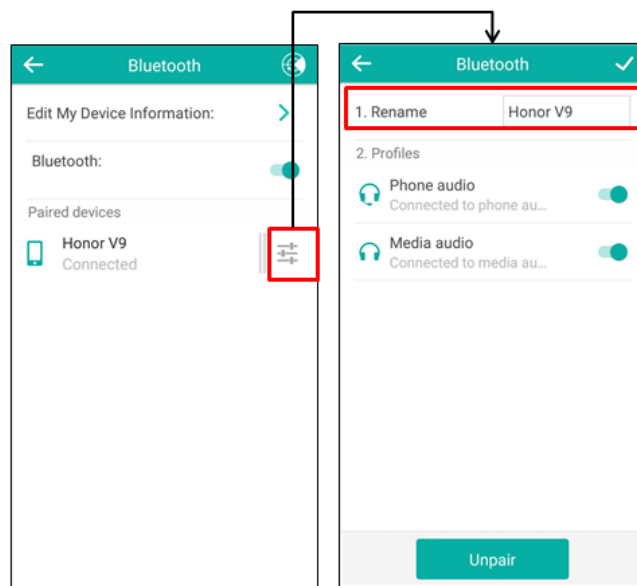 Bluetooth
Edit My Device Information:
Bluetooth:
Paired devices
Honor V9
Connected
Bluetooth
1. Rename Honor V9
2. Profiles
Phone audio
Connected to phone au...
Media audio
Connected to media au...
Unpair